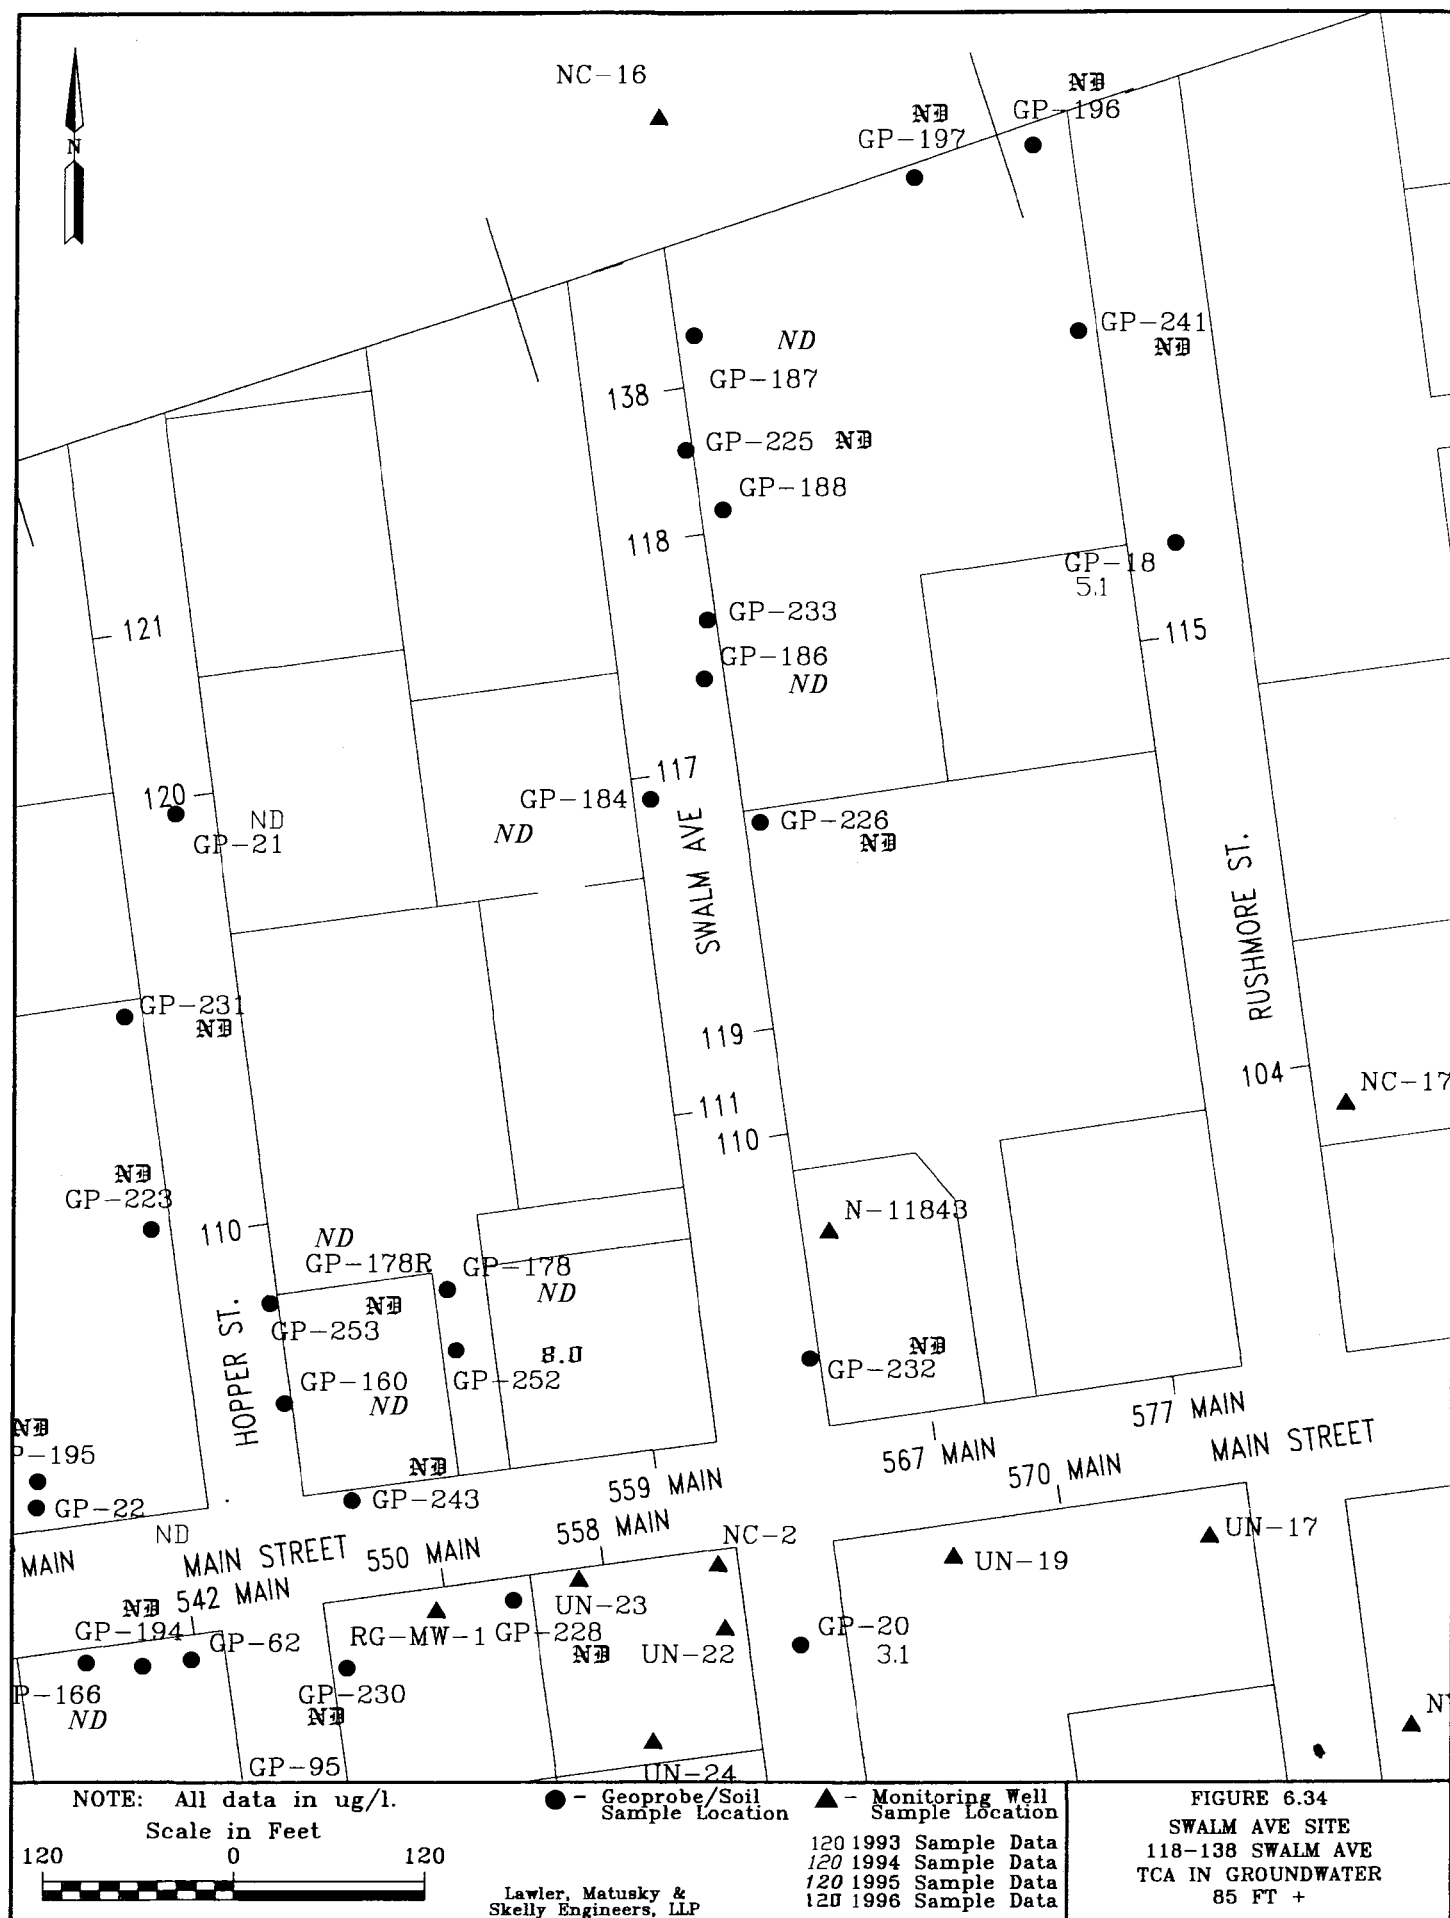 NC-16
ND
GP-196
ND
GP-197
N
GP-241
ND
ND
GP-187
138
GP-225 ND
GP-188
118
GP-18
5.1
GP-233
121
115
GP-186
ND
117
120
GP-184
ND
ND
GP-21
GP-226
ND
SWALM AVE
RUSHMORE ST.
GP-231
ND
119
104
NC-17
111
110
ND
GP-223
N-11843
110
ND
GP-178R
GP-178
ND
ND
GP-253
HOPPER ST.
8.0
GP-252
ND
GP-232
GP-160
ND
577 MAIN
MAIN STREET
567 MAIN
570 MAIN
ND
P-195
GP-22
ND
GP-243
559 MAIN
558 MAIN
ND
MAIN
MAIN STREET
550 MAIN
542 MAIN
NC-2
UN-19
UN-17
UN-23
ND
GP-194
GP-62
RG-MW-1
GP-228
ND
UN-22
GP-20
3.1
P-166
ND
GP-230
ND
GP-95
UN-24
NOTE: All data in ug/l.
Scale in Feet
120 0 120
- Geoprobe/Soil
Sample Location
- Monitoring Well
Sample Location
120 1993 Sample Data
120 1994 Sample Data
120 1995 Sample Data
120 1996 Sample Data
Lawler, Matusky &
Skelly Engineers, LLP
FIGURE 6.34
SWALM AVE SITE
118-138 SWALM AVE
TCA IN GROUNDWATER
85 FT +